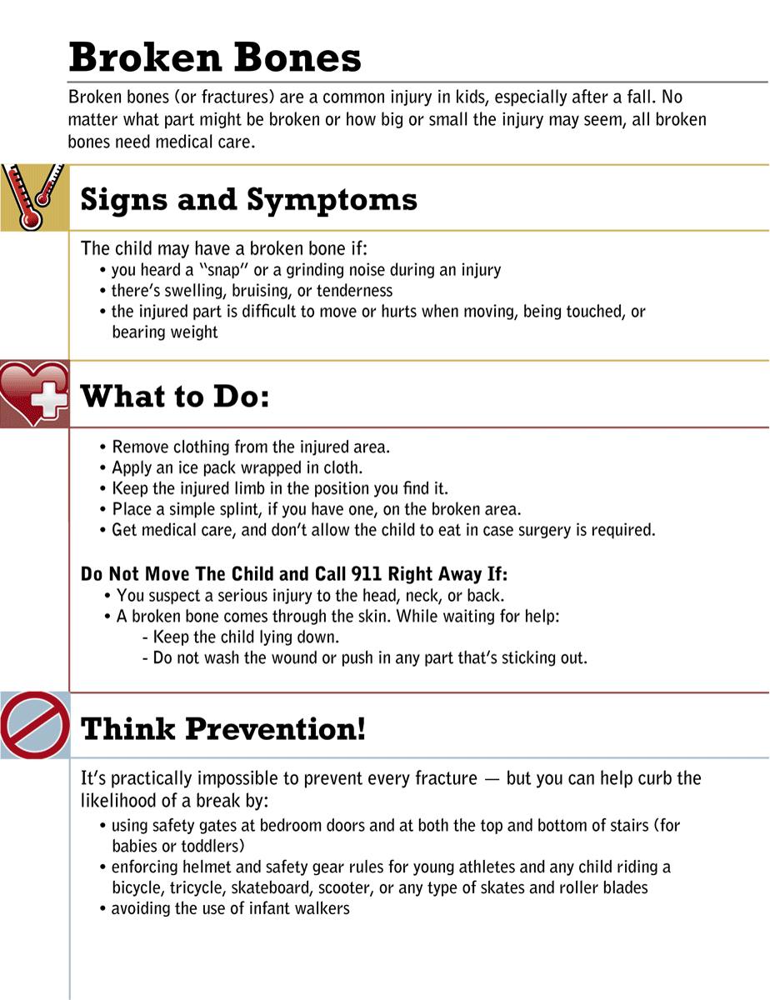 Broken Bones
Broken bones (or fractures) are a common injury in kids, especially after a fall. No
matter what part might be broken or how big or small the injury may seem, all broken
bones need medical care.
Signs and Symptoms
The child may have a broken bone if:
• you heard a “snap” or a grinding noise during an injury
• there’s swelling, bruising, or tenderness
• the injured part is difficult to move or hurts when moving, being touched, or
bearing weight
What to Do:
• Remove clothing from the injured area.
• Apply an ice pack wrapped in cloth.
• Keep the injured limb in the position you find it.
• Place a simple splint, if you have one, on the broken area.
• Get medical care, and don’t allow the child to eat in case surgery is required.
Do Not Move The Child and Call 911 Right Away If:
• You suspect a serious injury to the head, neck, or back.
• A broken bone comes through the skin. While waiting for help:
- Keep the child lying down.
- Do not wash the wound or push in any part that’s sticking out.
Think Prevention!
It’s practically impossible to prevent every fracture — but you can help curb the
likelihood of a break by:
• using safety gates at bedroom doors and at both the top and bottom of stairs (for
babies or toddlers)
• enforcing helmet and safety gear rules for young athletes and any child riding a
bicycle, tricycle, skateboard, scooter, or any type of skates and roller blades
• avoiding the use of infant walkers